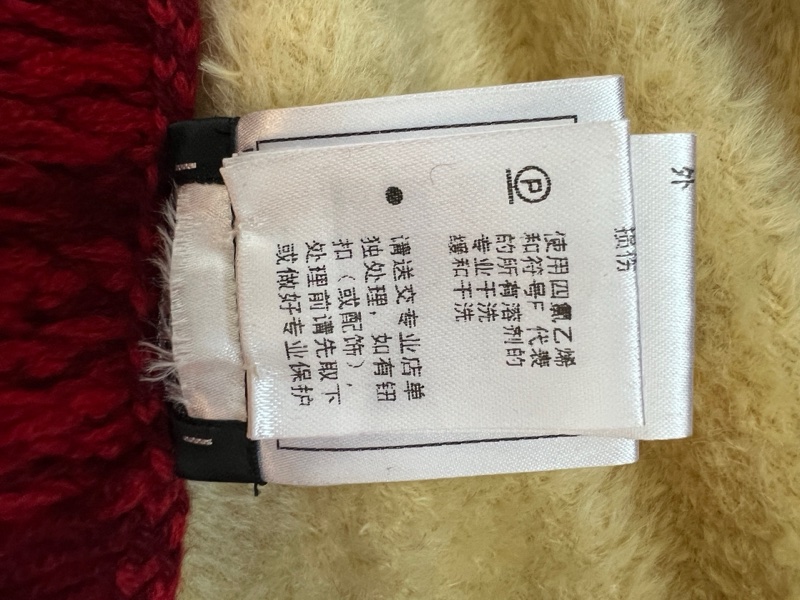 外
损伤
P
使用四氯乙烯
和符号F 代表
的所有溶剂的
专业干洗
缓和干洗
● 请送交专业店单
独处理，如有钮
扣（或配饰），
处理前请先取下
或做好专业保护